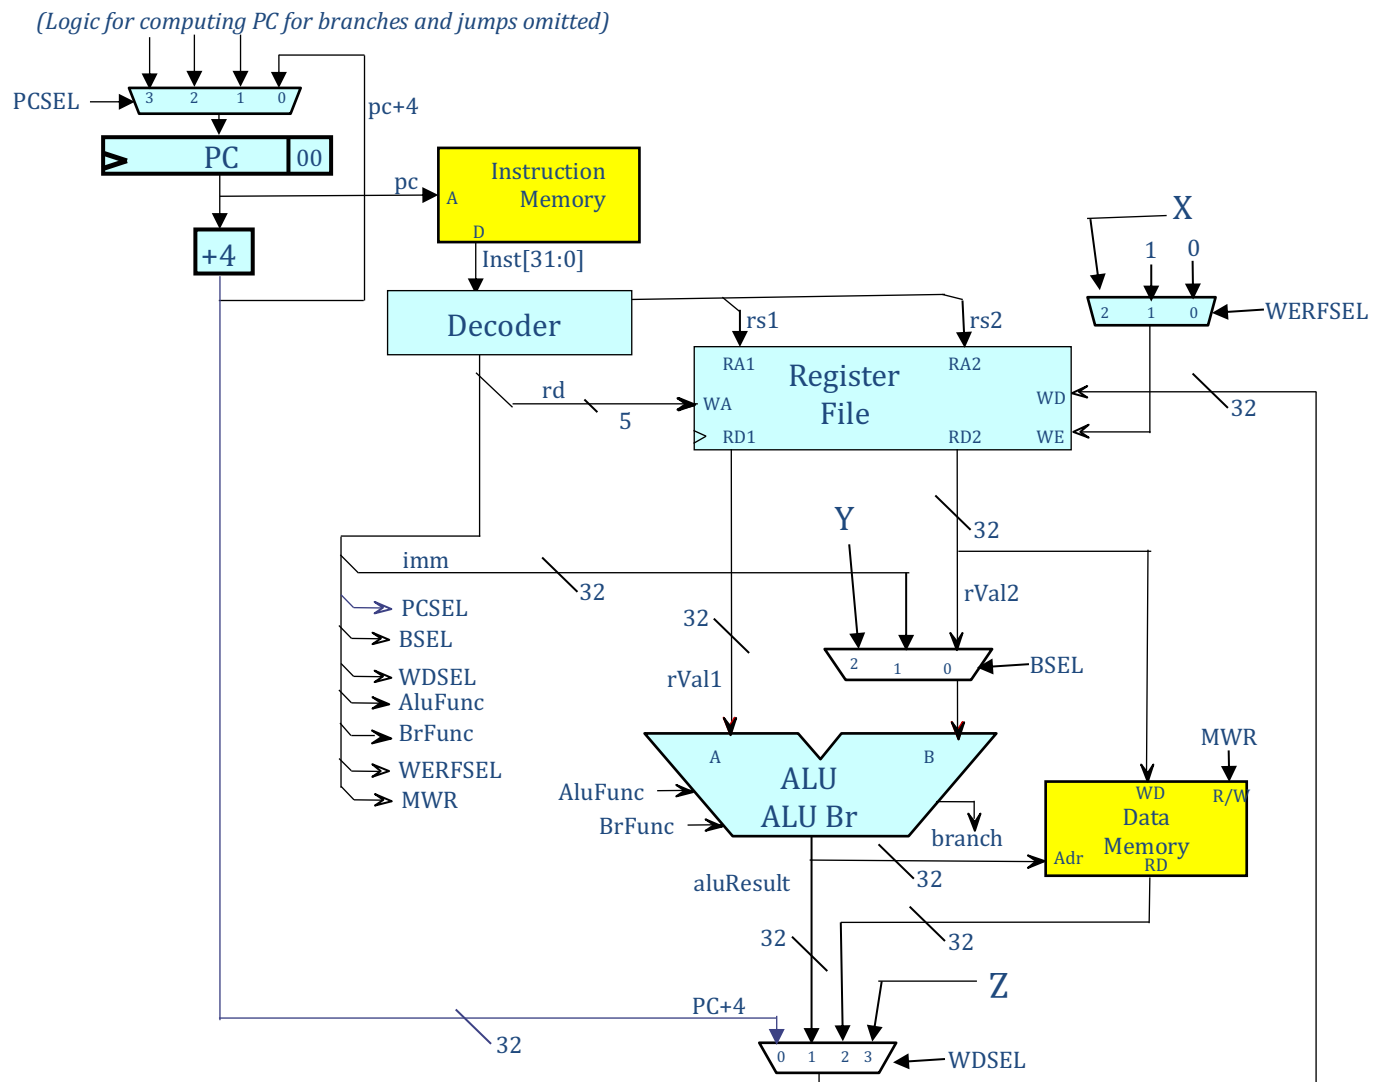 (Logic for computing PC for branches and jumps omitted)
PCSEL
3 2 1 0
pc+4
PC 00
pc
Instruction
Memory
A
D
+4
Inst[31:0]
X
1 0
2 1 0
WERFSEL
Decoder
rs1
rs2
RA1
RA2
Register
File
WD
WA
RD1
RD2
WE
rd
5
32
Y
32
imm
32
rVal2
PCSEL
BSEL
WDSEL
AluFunc
BrFunc
WERFSEL
MWR
32
rVal1
2 1 0
BSEL
A
B
ALU
ALU Br
AluFunc
BrFunc
branch
MWR
WD
R/W
Data
Memory
Adr
RD
32
aluResult
32
32
Z
PC+4
32
0 1 2 3
WDSEL